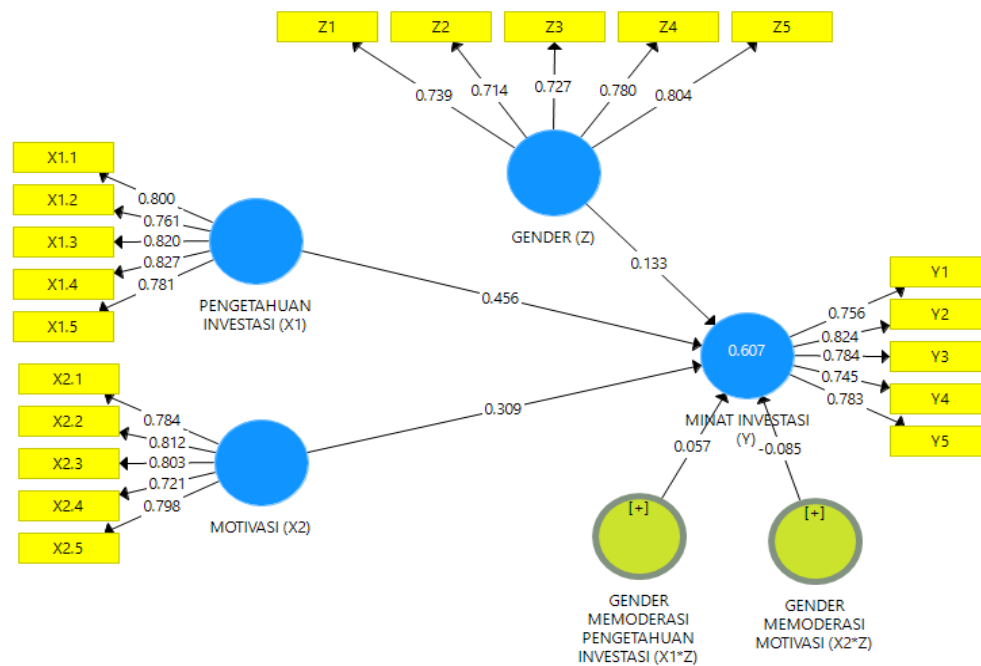 Z1 Z2 Z3 Z4 Z5
0.739 0.714 0.727 0.780 0.804
GENDER (Z)
0.133
X1.1
X1.2
X1.3
X1.4
X1.5
0.800
0.761
0.820
0.827
0.781
PENGETAHUAN
INVESTASI (X1)
0.456
X2.1
X2.2
X2.3
X2.4
X2.5
0.784
0.812
0.803
0.721
0.798
MOTIVASI (X2)
0.309
0.607
MINAT INVESTASI
(Y)
0.756
0.824
0.784
0.745
0.783
Y1
Y2
Y3
Y4
Y5
0.057
-0.085
[+]
GENDER
MEMODERASI
PENGETAHUAN
INVESTASI (X1*Z)
[+]
GENDER
MEMODERASI
MOTIVASI (X2*Z)